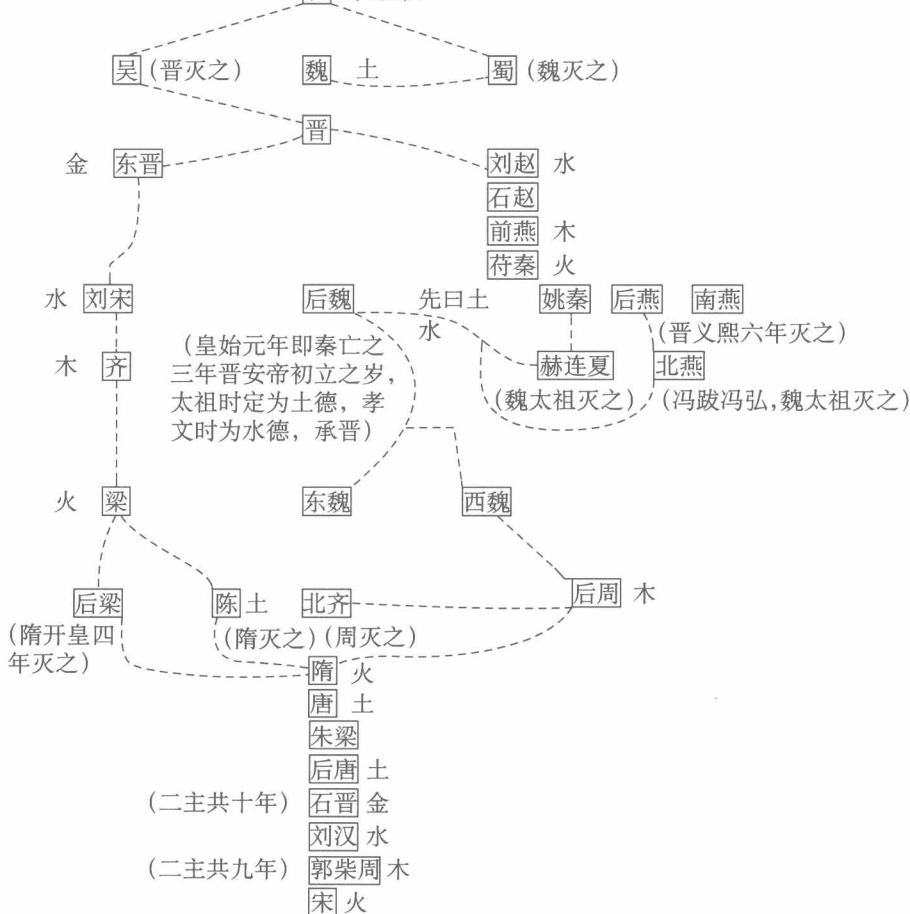 吴 (晋灭之) 魏 土 蜀 (魏灭之)
晋
金 东晋 刘赵 水
石赵
前燕 木
苻秦 火
水 刘宋 后魏 先曰土 姚秦 后燕 南燕
水 (晋义熙六年灭之)
(皇始元年即秦亡之
木 齐 三年晋安帝初立之岁, 赫连夏 北燕
太祖时定为土德, 孝 (魏太祖灭之) (冯跋冯弘,魏太祖灭之)
文时为水德, 承晋)
火 梁 东魏 西魏
后梁 陈 土 北齐 后周 木
(隋开皇四 (隋灭之) (周灭之)
年灭之)
隋 火
唐 土
朱梁
后唐 土
(二主共十年) 石晋 金
刘汉 水
(二主共九年) 郭柴周 木
宋 火